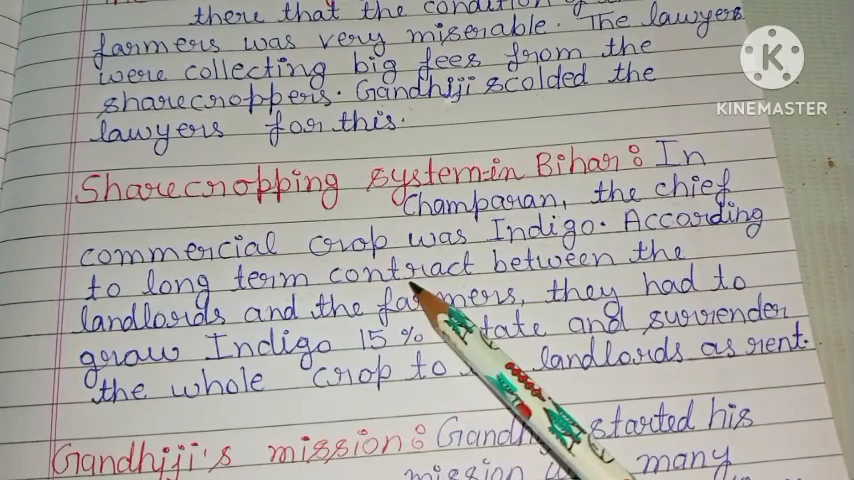 there that the condition of
farmers was very miserable. The lawyers
were collecting big fees from the
sharecroppers. Gandhiji scolded the
lawyers for this.
Sharecropping system in Bihar: In
Champaran, the chief
commercial crop was Indigo. According
to long term contract between the
landlords and the farmers, they had to
grow Indigo 15% and surrender
the whole crop to landlords as rent.
Gandhiji's mission: started his
mission many
K
KINEMASTER